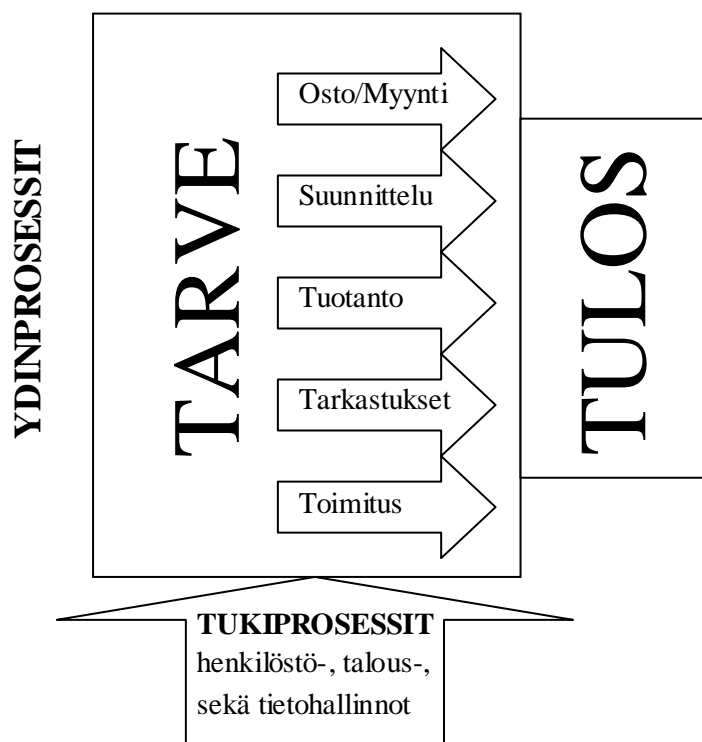 YDINPROSESSIT
TARVE
Osto/Myynti
Suunnittelu
Tuotanto
Tarkastukset
Toimitus
TULOS
TUKIPROSESSIT
henkilöstö-, talous-,
sekä tietohallinnot